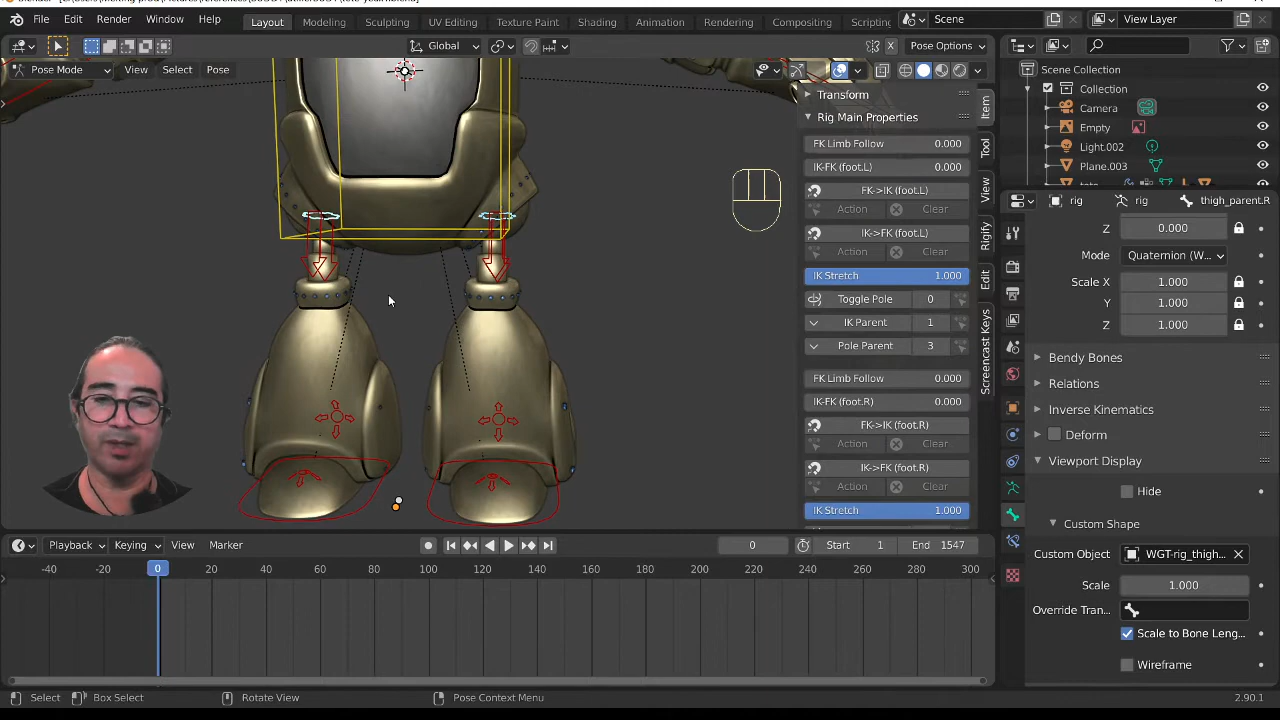 File Edit Render Window Help Layout Modeling Sculpting UV Editing Texture Paint Shading Animation Rendering Compositing Scripting Scene View Layer
Global Pose Options
Pose Mode View Select Pose
Scene Collection
Collection
Camera
Empty
Light.002
Plane.003
Transform
Rig Main Properties
FK Limb Follow 0.000
IK-FK (foot.L) 0.000
FK->IK (foot.L)
Action Clear
IK->FK (foot.L)
Action Clear
IK Stretch 1.000
Toggle Pole 0
IK Parent 1
Pole Parent 3
FK Limb Follow 0.000
IK-FK (foot.R) 0.000
FK->IK (foot.R)
Action Clear
IK->FK (foot.R)
Action Clear
IK Stretch 1.000
Item
Tool
View
Rigify
Edit
Screencast Keys
rig rig thigh_parent.R
Z 0.000
Mode Quaternion (W...
Scale X 1.000
Y 1.000
Z 1.000
Bendy Bones
Relations
Inverse Kinematics
Deform
Viewport Display
Hide
Custom Shape
Custom Object WGT-rig_thigh...
Scale 1.000
Override Tran...
Scale to Bone Leng...
Wireframe
Playback Keying View Marker 0 Start 1 End 1547
-40 -20 0 20 40 60 80 100 120 140 160 180 200 220 240 260 280 300
Select Box Select Rotate View Pose Context Menu 2.90.1